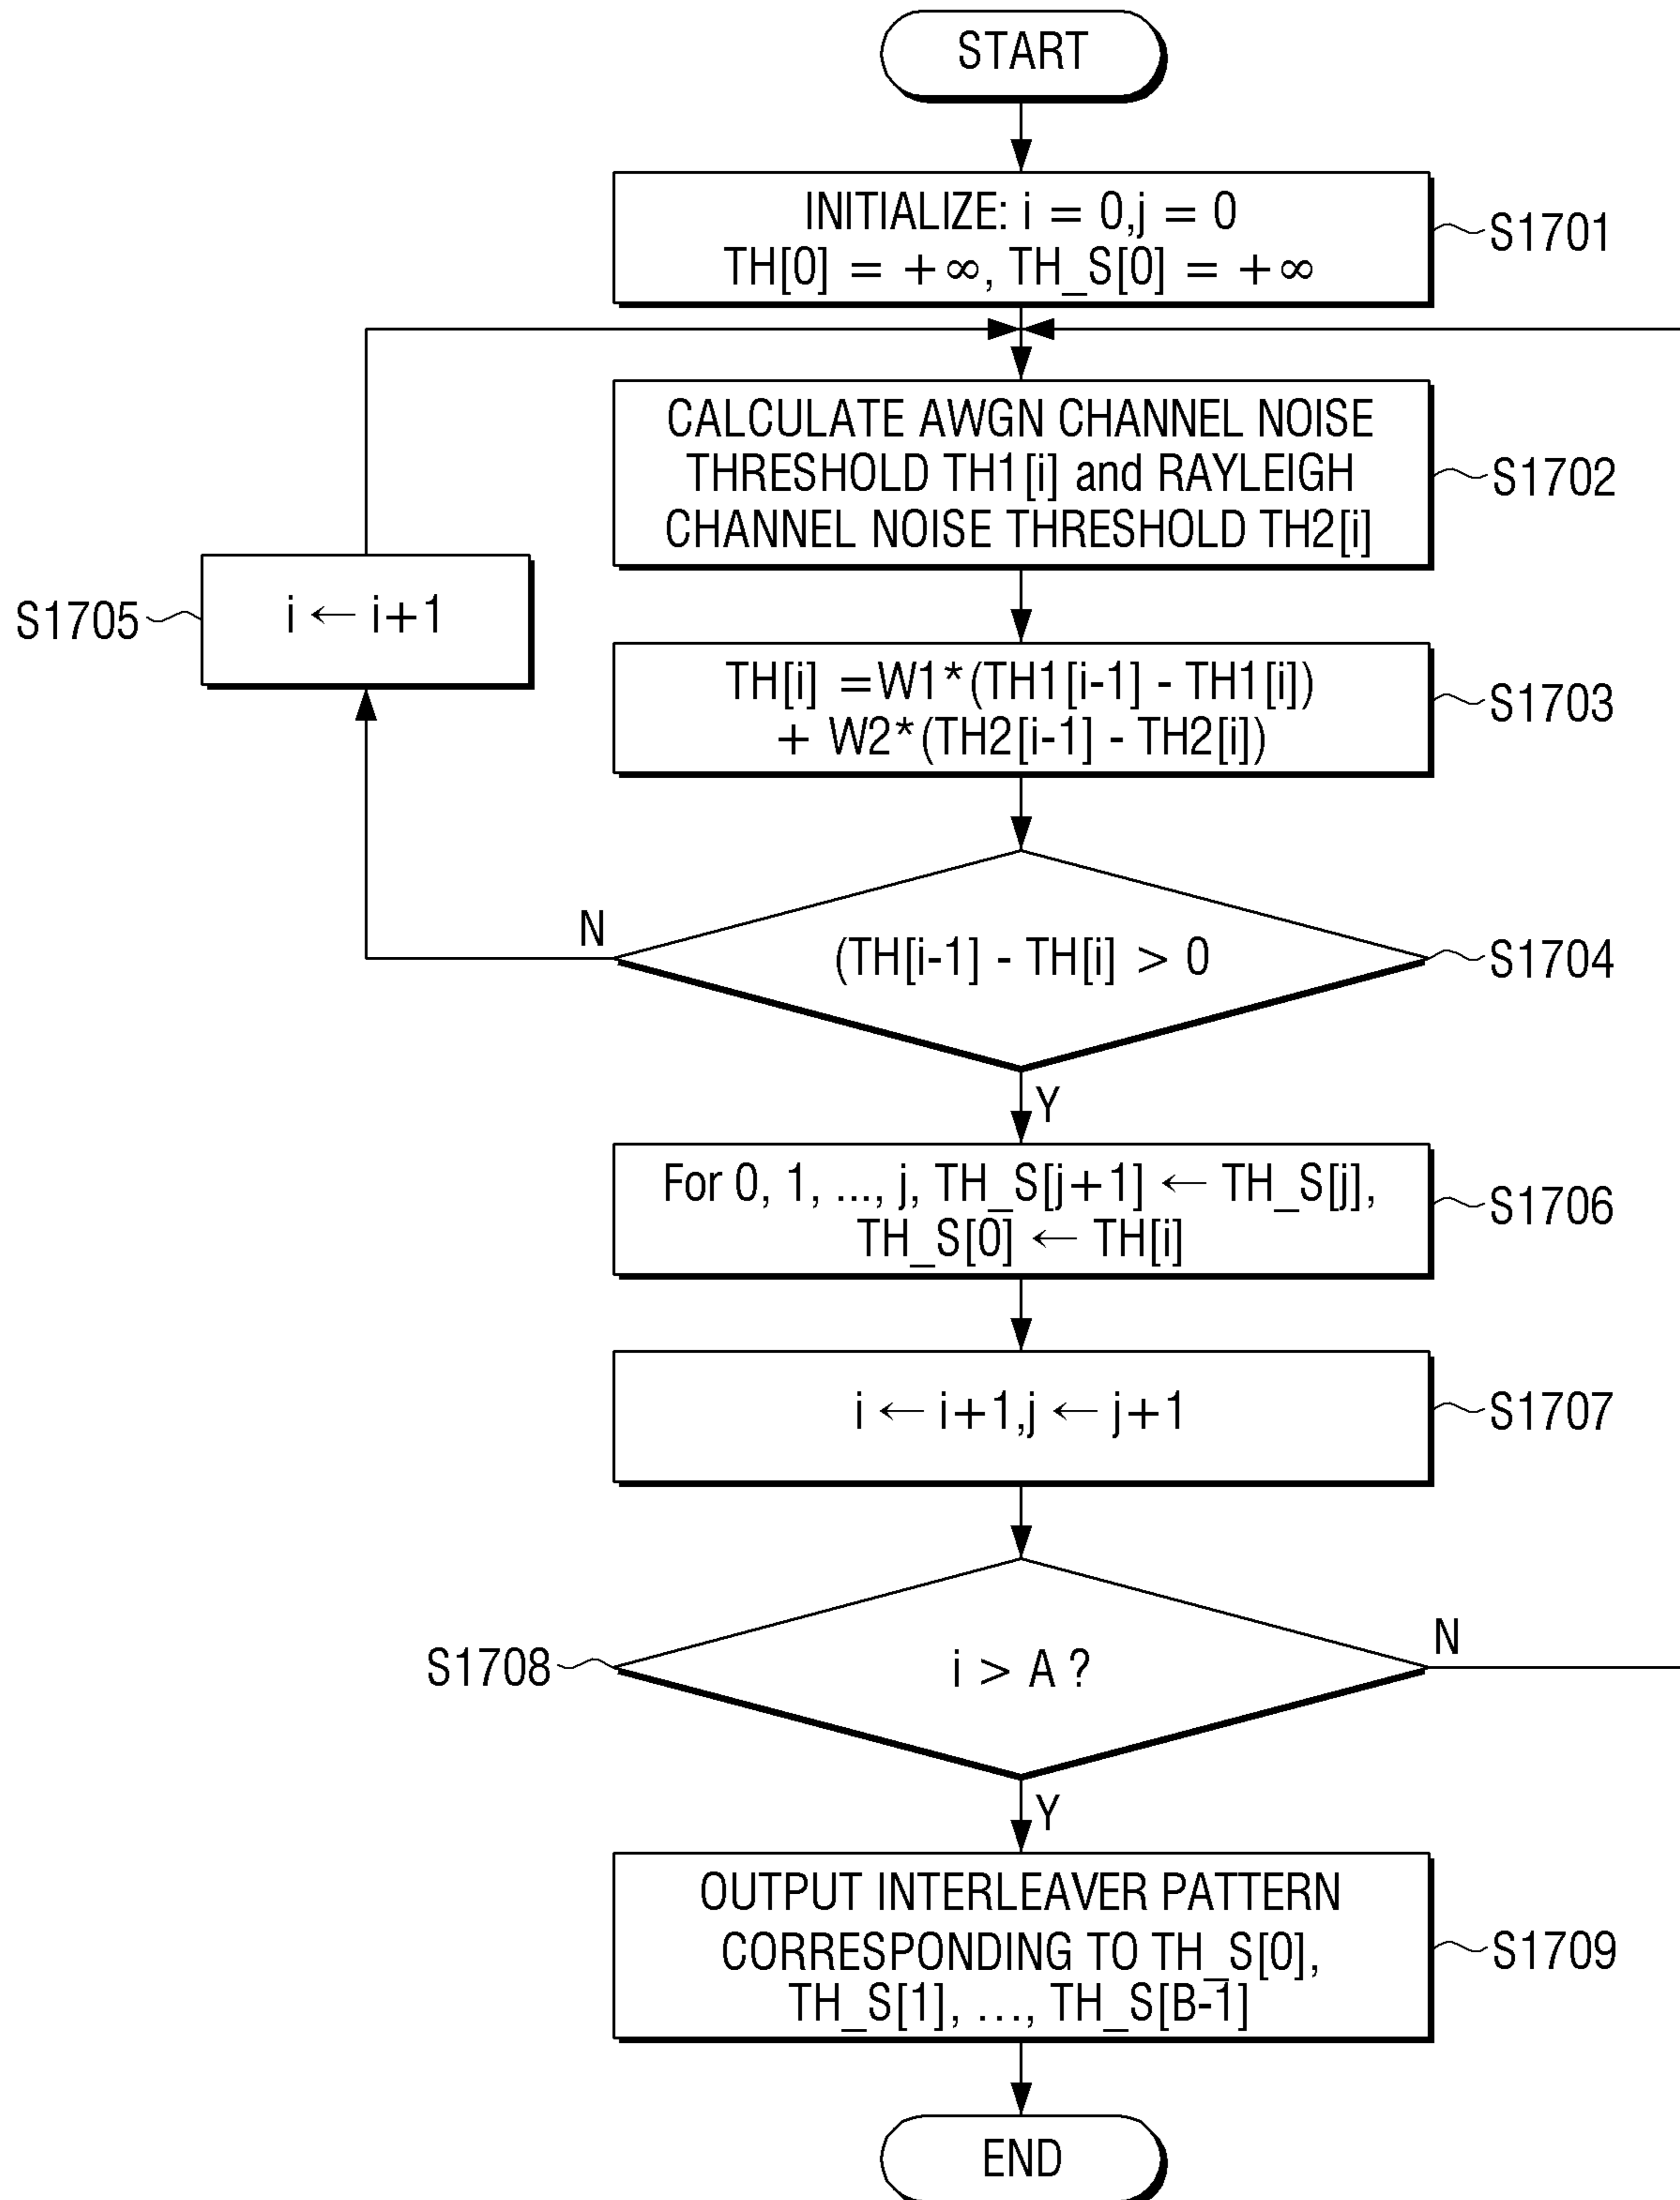 START
INITIALIZE: i = 0,j = 0
TH[0] = +∞, TH_S[0] = +∞
S1701
CALCULATE AWGN CHANNEL NOISE
THRESHOLD TH1[i] and RAYLEIGH
CHANNEL NOISE THRESHOLD TH2[i]
S1702
S1705
i ← i+1
TH[i] =W1*(TH1[i-1] - TH1[i])
+ W2*(TH2[i-1] - TH2[i])
S1703
N
(TH[i-1] - TH[i] > 0
S1704
Y
For 0, 1, ..., j, TH_S[j+1] ← TH_S[j],
TH_S[0] ← TH[i]
S1706
i ← i+1,j ← j+1
S1707
S1708
i > A ?
N
Y
OUTPUT INTERLEAVER PATTERN
CORRESPONDING TO TH_S[0],
TH_S[1], ..., TH_S[B-1]
S1709
END